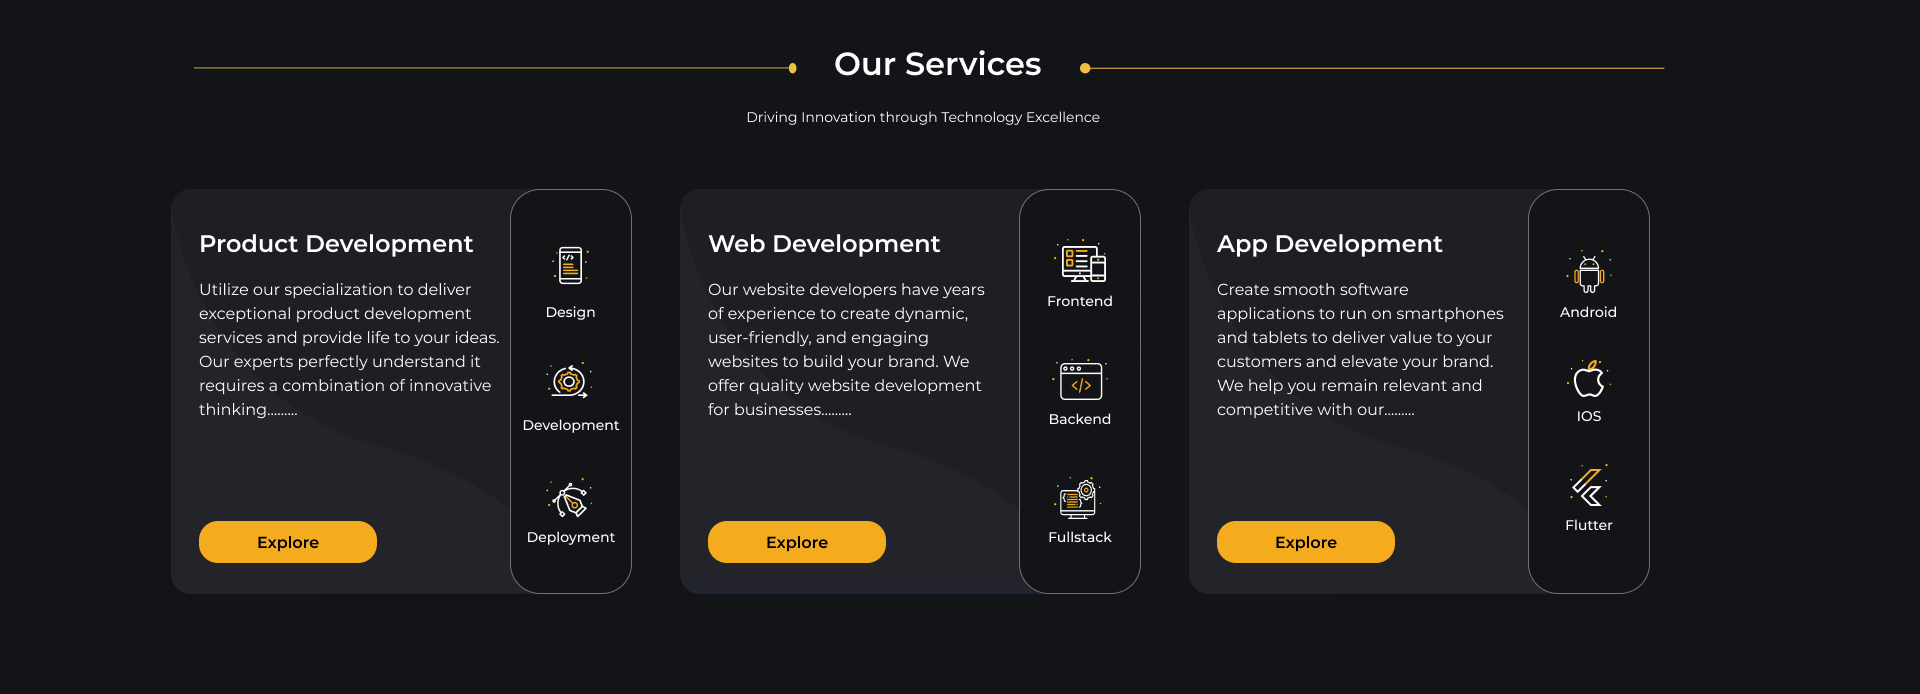 Our Services
Driving Innovation through Technology Excellence
Product Development
Utilize our specialization to deliver
exceptional product development
services and provide life to your ideas.
Our experts perfectly understand it
requires a combination of innovative
thinking.........
Explore
Design
Development
Deployment
Web Development
Our website developers have years
of experience to create dynamic,
user-friendly, and engaging
websites to build your brand. We
offer quality website development
for businesses.........
Explore
Frontend
Backend
Fullstack
App Development
Create smooth software
applications to run on smartphones
and tablets to deliver value to your
customers and elevate your brand.
We help you remain relevant and
competitive with our.........
Explore
Android
IOS
Flutter